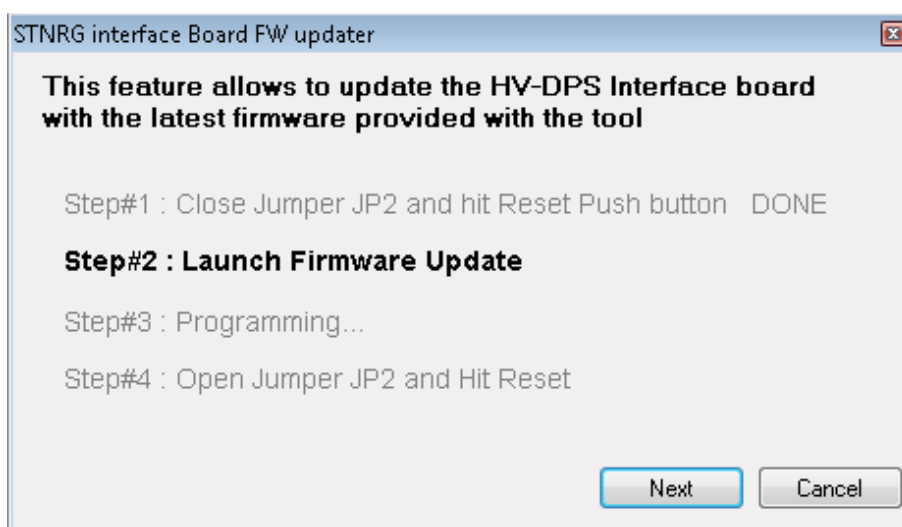 STNRG interface Board FW updater
This feature allows to update the HV-DPS Interface board
with the latest firmware provided with the tool
Step#1 : Close Jumper JP2 and hit Reset Push button DONE
Step#2 : Launch Firmware Update
Step#3 : Programming...
Step#4 : Open Jumper JP2 and Hit Reset
Next Cancel